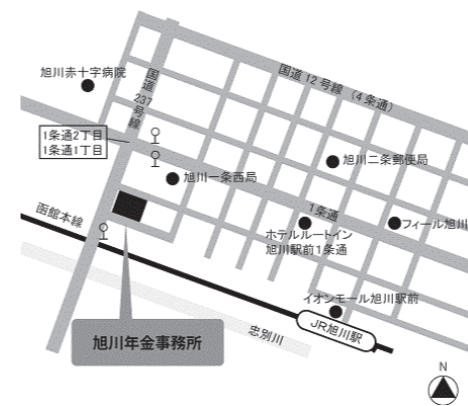 旭川赤十字病院
国道237号線
国道12号線（4条通）
1条通2丁目
1条通1丁目
旭川二条郵便局
旭川一条西局
1条通
フィール旭川
函館本線
ホテルルートイン
旭川駅前1条通
イオンモール旭川駅前
JR旭川駅
旭川年金事務所
忠別川
N